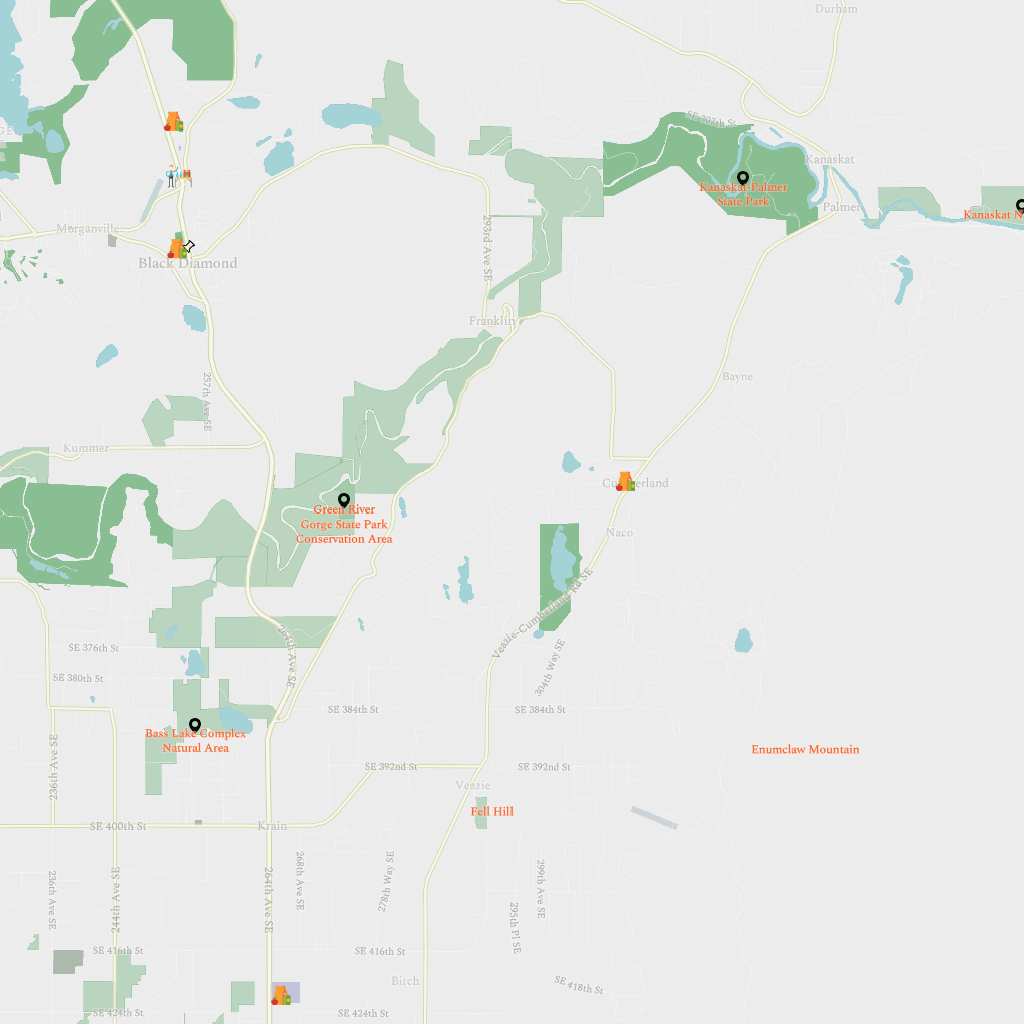 Durham
SE 307th St
GE
Kanaskat
Kanaskat-Palmer
State Park
Palmer
Kanaskat N
Morganville
293rd Ave SE
Black Diamond
Franklin
Bayne
257th Ave SE
Kummer
Cumberland
Green River
Gorge State Park
Conservation Area
Naco
Veazie-Cumberland Rd SE
SE 376th St
264th Ave SE
304th Way SE
SE 380th St
SE 384th St
SE 384th St
Bass Lake Complex
Natural Area
236th Ave SE
Enumclaw Mountain
SE 392nd St
SE 392nd St
Veazie
Fell Hill
SE 400th St
Krain
236th Ave SE
244th Ave SE
264th Ave SE
268th Ave SE
278th Way SE
299th Ave SE
295th Pl SE
SE 416th St
SE 416th St
Birch
SE 418th St
SE 424th St
SE 424th St